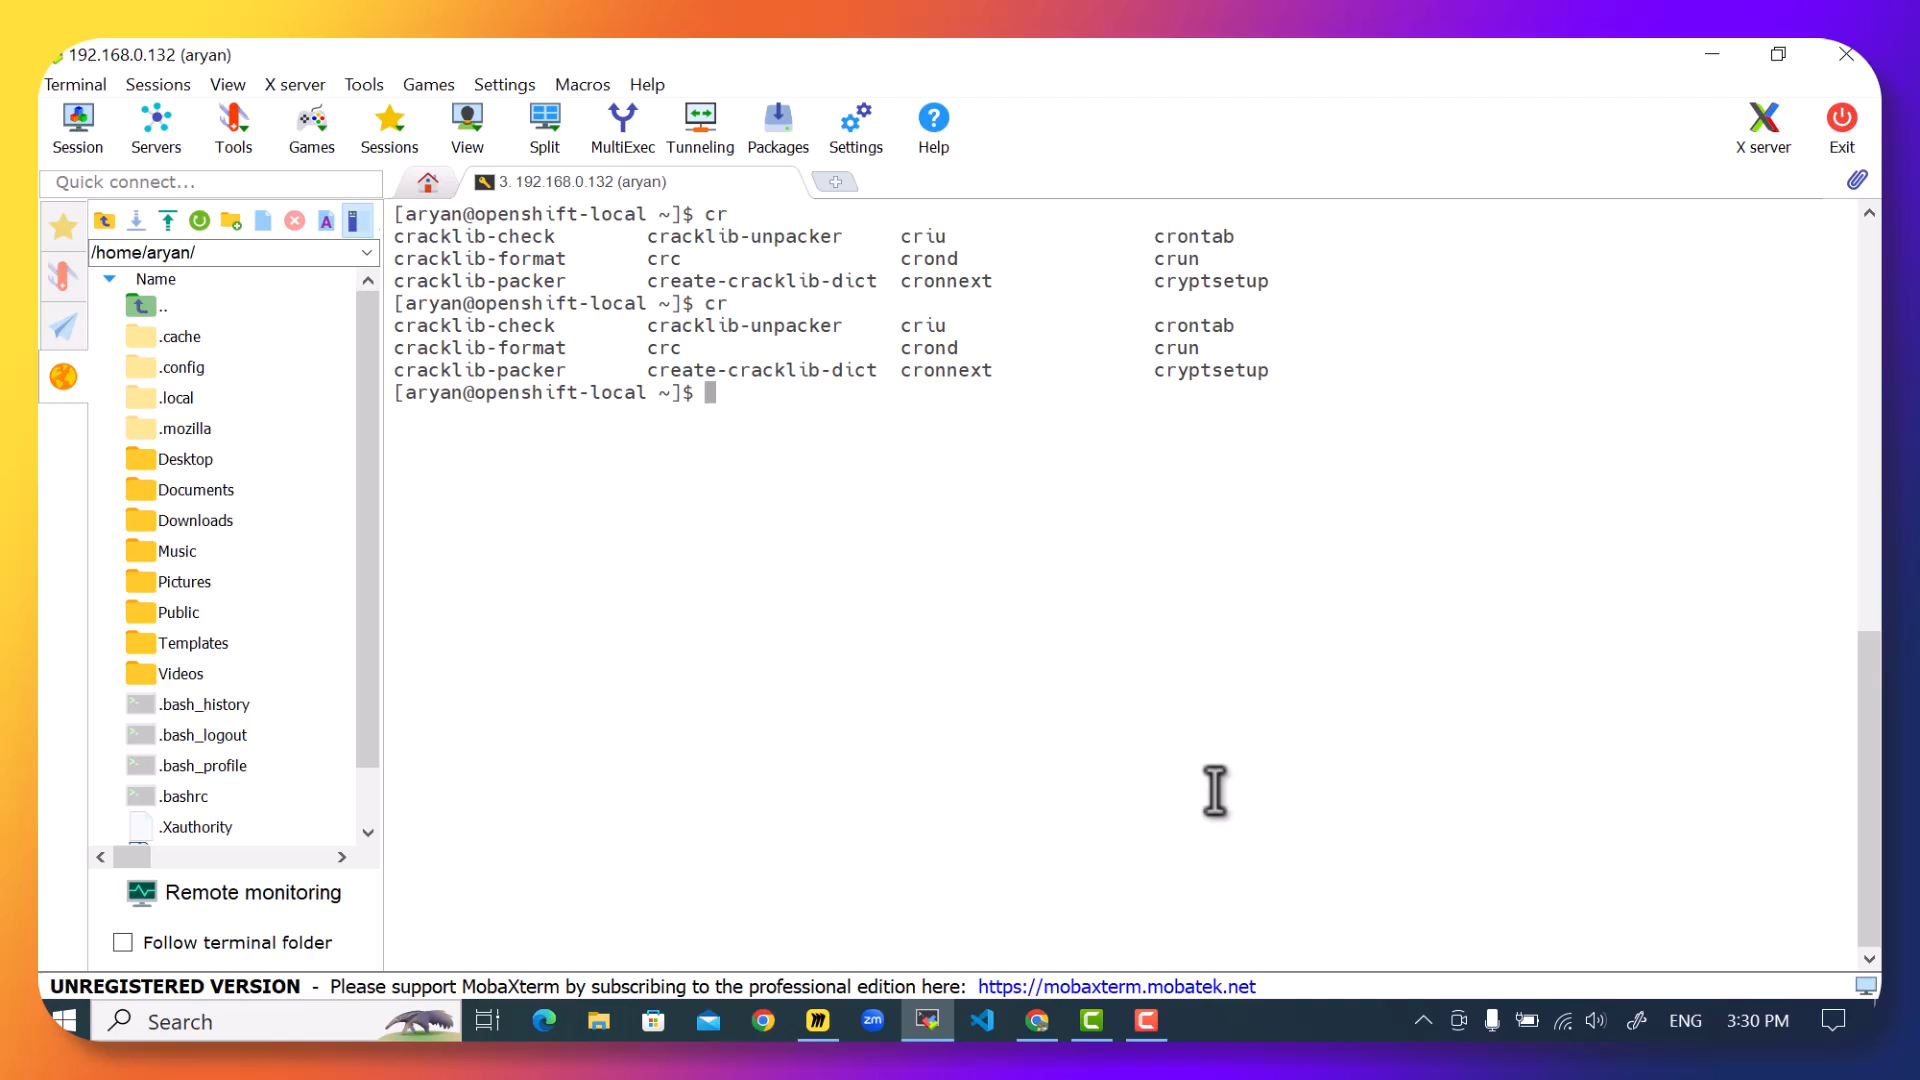 192.168.0.132 (aryan)
Terminal Sessions View X server Tools Games Settings Macros Help
Session Servers Tools Games Sessions View Split MultiExec Tunneling Packages Settings Help X server Exit
Quick connect...
3. 192.168.0.132 (aryan)
/home/aryan/
Name
..
.cache
.config
.local
.mozilla
Desktop
Documents
Downloads
Music
Pictures
Public
Templates
Videos
.bash_history
.bash_logout
.bash_profile
.bashrc
.Xauthority
Remote monitoring
Follow terminal folder
[aryan@openshift-local ~]$ cr
cracklib-check cracklib-unpacker criu crontab
cracklib-format crc crond crun
cracklib-packer create-cracklib-dict cronnext cryptsetup
[aryan@openshift-local ~]$ cr
cracklib-check cracklib-unpacker criu crontab
cracklib-format crc crond crun
cracklib-packer create-cracklib-dict cronnext cryptsetup
[aryan@openshift-local ~]$
UNREGISTERED VERSION - Please support MobaXterm by subscribing to the professional edition here: https://mobaxterm.mobatek.net
Search
zm
ENG
3:30 PM